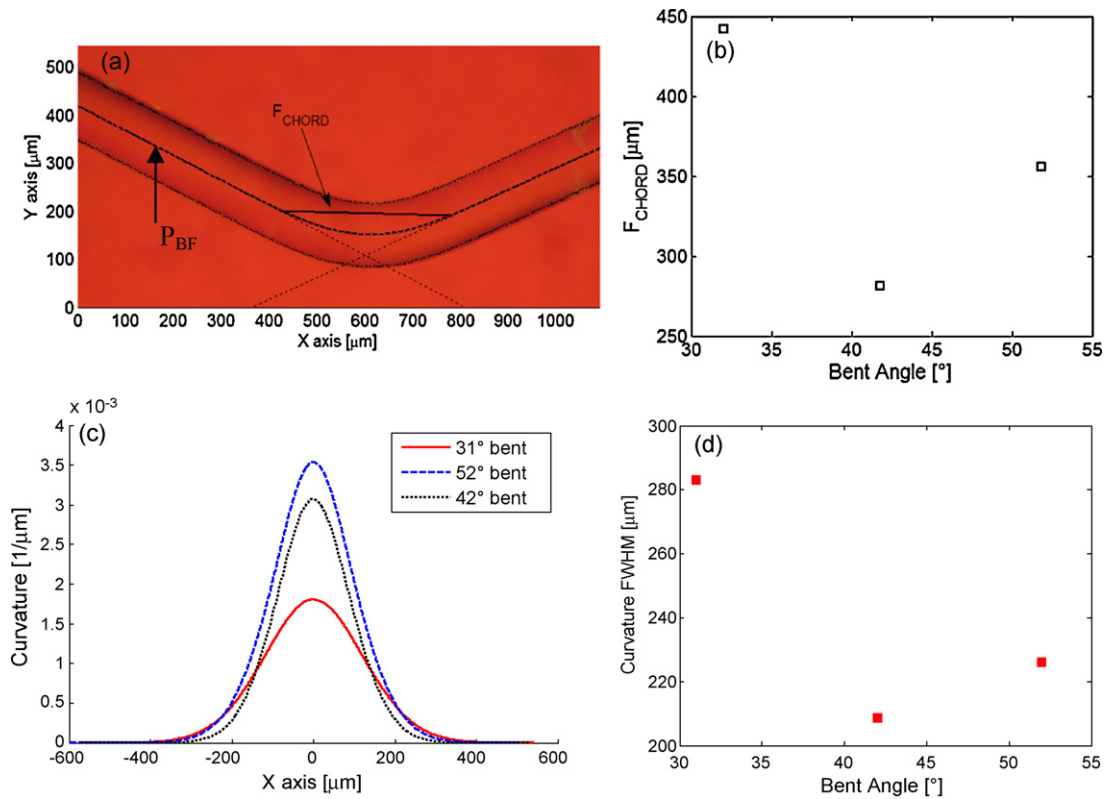 (a)
F_CHORD
P_BF
Y axis [μm]
500
400
300
200
100
0
0 100 200 300 400 500 600 700 800 900 1000
X axis [μm]
(b)
F_CHORD [μm]
450
400
350
300
250
30 35 40 45 50 55
Bent Angle [°]
x 10^-3
(c)
Curvature [1/μm]
4
3.5
3
2.5
2
1.5
1
0.5
0
-600 -400 -200 0 200 400 600
X axis [μm]
31° bent
52° bent
42° bent
(d)
Curvature FWHM [μm]
300
280
260
240
220
200
30 35 40 45 50 55
Bent Angle [°]